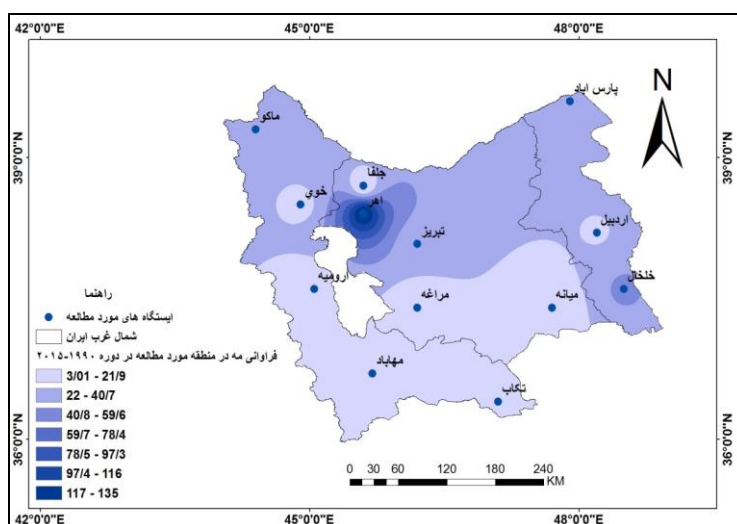 42°0'0"E 45°0'0"E 48°0'0"E
N
39°0'0"N 39°0'0"N
36°0'0"N 36°0'0"N
پارس اباد
ماکو
جلفا
خوي
اهر
اردبیل
تبریز
خلخال
ارومیه
مراغه
میانه
مهاباد
تکاب
راهنما
ایستگاه های مورد مطالعه
شمال غرب ایران
فراوانی مه در منطقه مورد مطالعه در دوره ۱۹۹۰-۲۰۱۵
3/01 - 21/9
22 - 40/7
40/8 - 59/6
59/7 - 78/4
78/5 - 97/3
97/4 - 116
117 - 135
0 30 60 120 180 240
KM
42°0'0"E 45°0'0"E 48°0'0"E